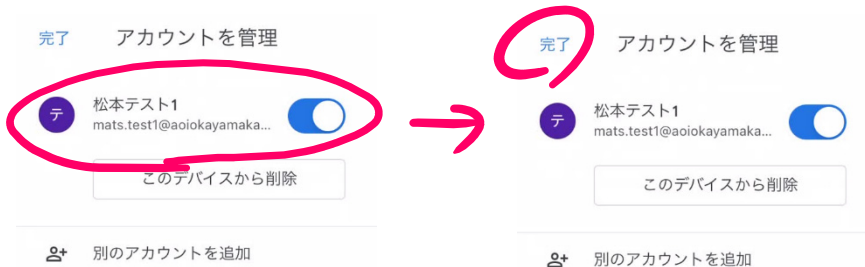 完了 アカウントを管理
テ
松本テスト1
mats.test1@aoiokayamaka...
このデバイスから削除
別のアカウントを追加
完了 アカウントを管理
テ
松本テスト1
mats.test1@aoiokayamaka...
このデバイスから削除
別のアカウントを追加